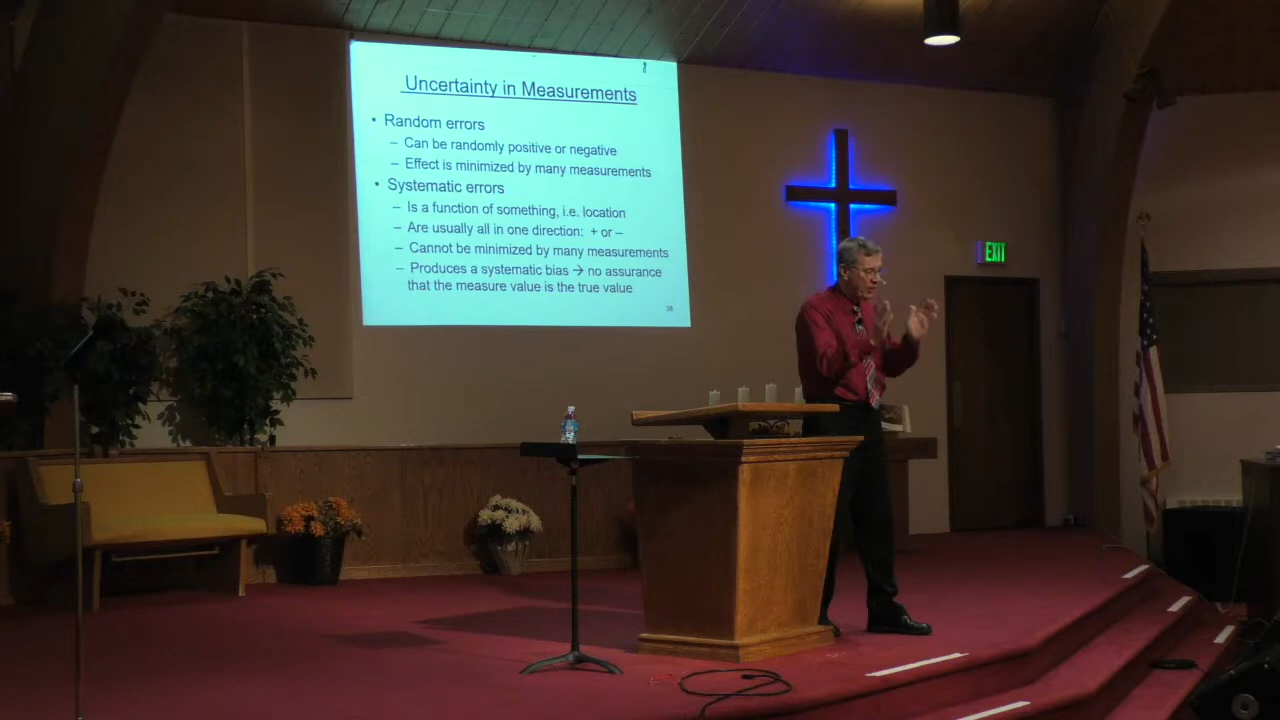 Uncertainty in Measurements
• Random errors
– Can be randomly positive or negative
– Effect is minimized by many measurements
• Systematic errors
– Is a function of something, i.e. location
– Are usually all in one direction: + or –
– Cannot be minimized by many measurements
– Produces a systematic bias → no assurance
that the measure value is the true value
EXIT